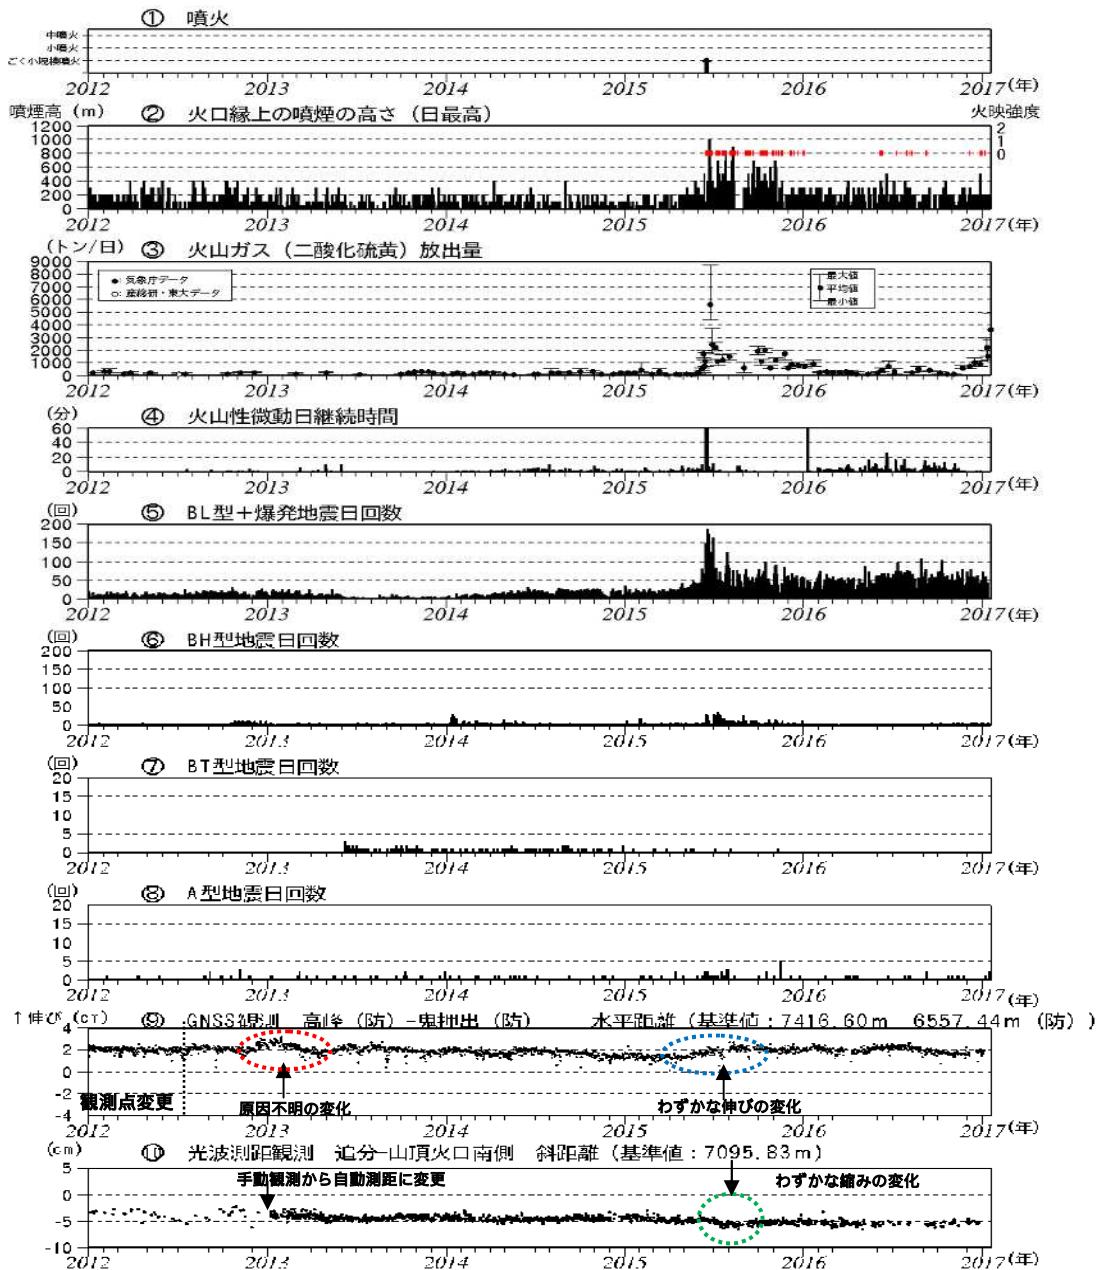 ① 噴火
中噴火
小噴火
ごく小規模噴火
2012 2013 2014 2015 2016 2017(年)
噴煙高 (m) ② 火口縁上の噴煙の高さ (日最高) 火映強度
1200 2
1000 1
800 0
600
400
200
0
2012 2013 2014 2015 2016 2017(年)
(トン/日) ③ 火山ガス (二酸化硫黄) 放出量
9000
8000
7000
6000
5000
4000
3000
2000
1000
0
●: 気象庁データ
○: 産総研・東大データ
最大値
平均値
最小値
2012 2013 2014 2015 2016 2017(年)
(分) ④ 火山性微動日継続時間
60
40
20
0
2012 2013 2014 2015 2016 2017(年)
(回) ⑤ BL型+爆発地震日回数
200
150
100
50
0
2012 2013 2014 2015 2016 2017(年)
(回) ⑥ BH型地震日回数
200
150
100
50
0
2012 2013 2014 2015 2016 2017(年)
(回) ⑦ BT型地震日回数
20
15
10
5
0
2012 2013 2014 2015 2016 2017(年)
(回) ⑧ A型地震日回数
20
15
10
5
0
2012 2013 2014 2015 2016 2017(年)
↑伸び (cm) ⑨ GNSS観測 高峰 (防) −鬼押出 (防) 水平距離 (基準値:7416.60m 6557.44m (防) )
4
2
0
-2
-4
観測点変更
原因不明の変化
わずかな伸びの変化
2012 2013 2014 2015 2016 2017(年)
(cm) ⑩ 光波測距観測 追分−山頂火口南側 斜距離 (基準値:7095.83m)
5
0
-5
-10
手動観測から自動測距に変更
わずかな縮みの変化
2012 2013 2014 2015 2016 2017(年)